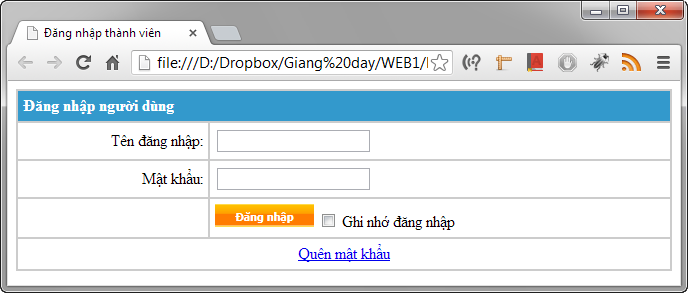 Đăng nhập thành viên
file:///D:/Dropbox/Giang%20day/WEB1/
Đăng nhập người dùng
Tên đăng nhập:
Mật khẩu:
Đăng nhập Ghi nhớ đăng nhập
Quên mật khẩu